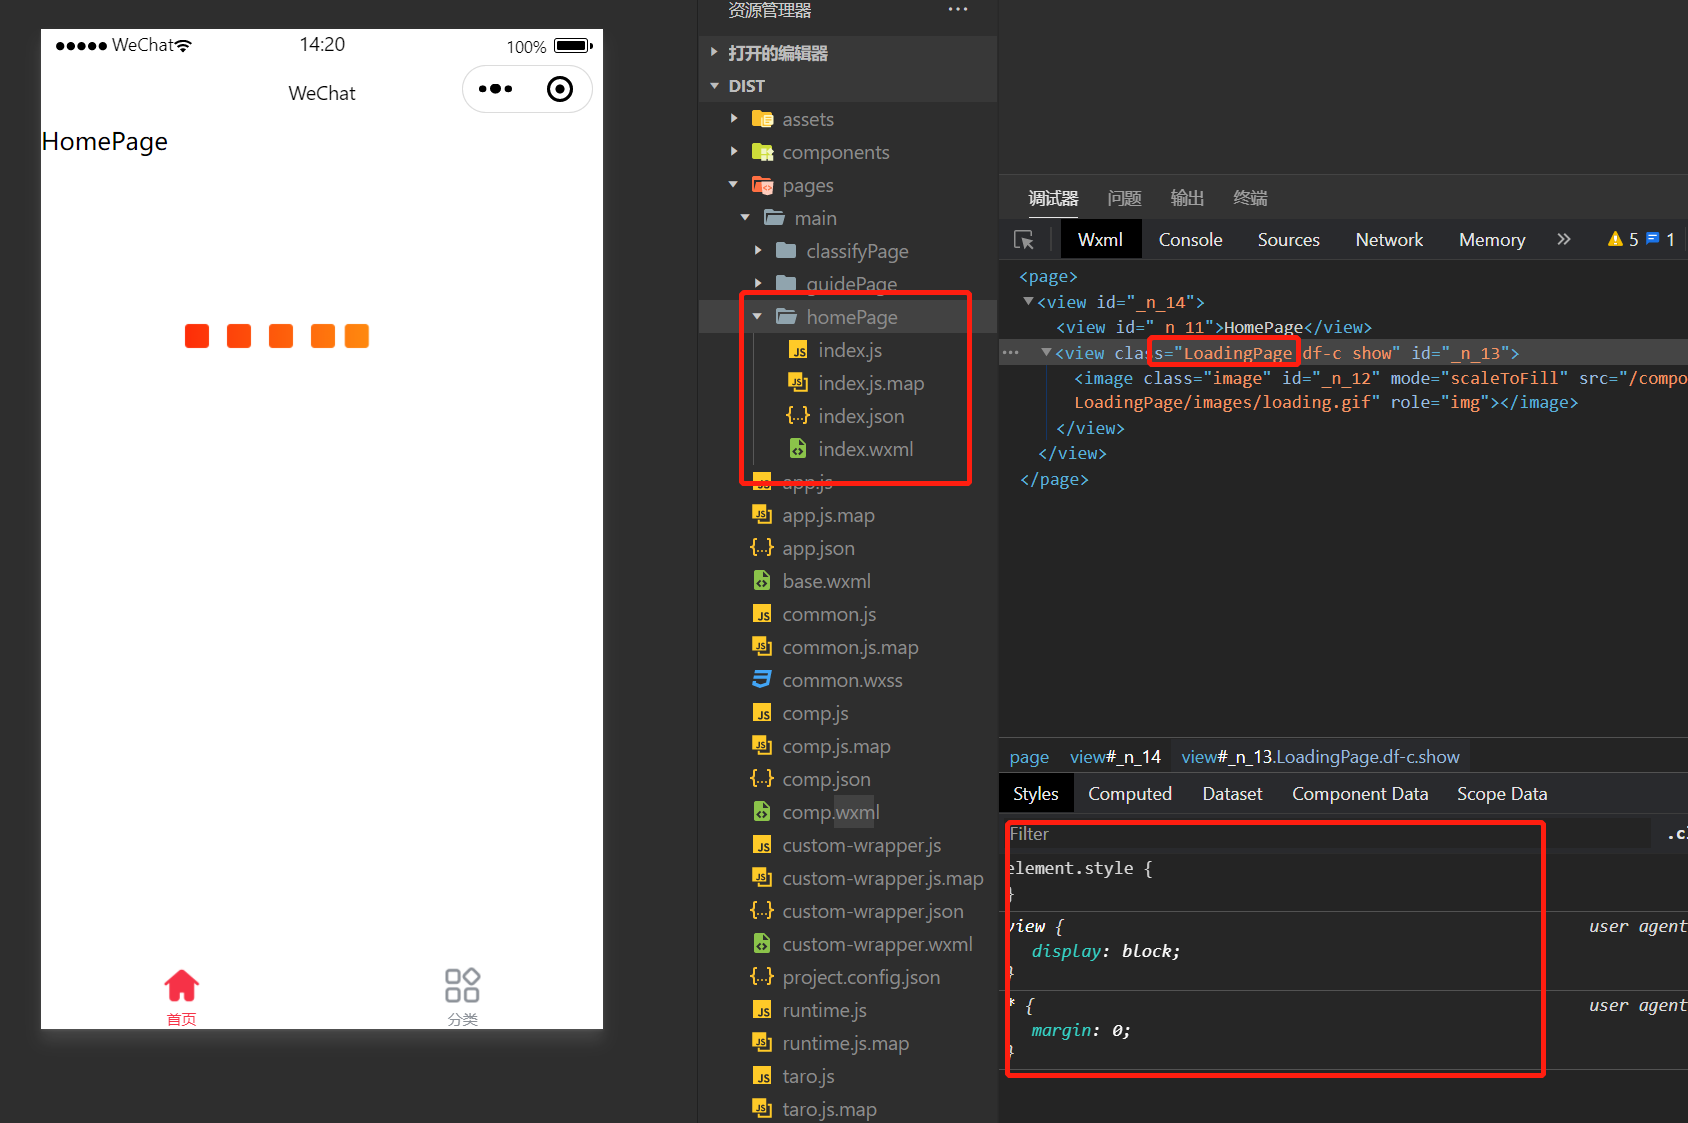 WeChat
14:20
100%
WeChat
HomePage
首页
分类
资源管理器
打开的编辑器
DIST
assets
components
pages
main
classifyPage
guidePage
homePage
index.js
index.js.map
index.json
index.wxml
app.js
app.js.map
app.json
base.wxml
common.js
common.js.map
common.wxss
comp.js
comp.js.map
comp.json
comp.wxml
custom-wrapper.js
custom-wrapper.js.map
custom-wrapper.json
custom-wrapper.wxml
project.config.json
runtime.js
runtime.js.map
taro.js
taro.js.map
调试器 问题 输出 终端
Wxml Console Sources Network Memory 5 1
<page>
<view id="_n_14">
<view id="_n_11">HomePage</view>
<view class="LoadingPage df-c show" id="_n_13">
<image class="image" id="_n_12" mode="scaleToFill" src="/compo
LoadingPage/images/loading.gif" role="img"></image>
</view>
</view>
</page>
page view#_n_14 view#_n_13.LoadingPage.df-c.show
Styles Computed Dataset Component Data Scope Data
Filter
element.style {
}
view { user agent
display: block;
}
* { user agent
margin: 0;
}